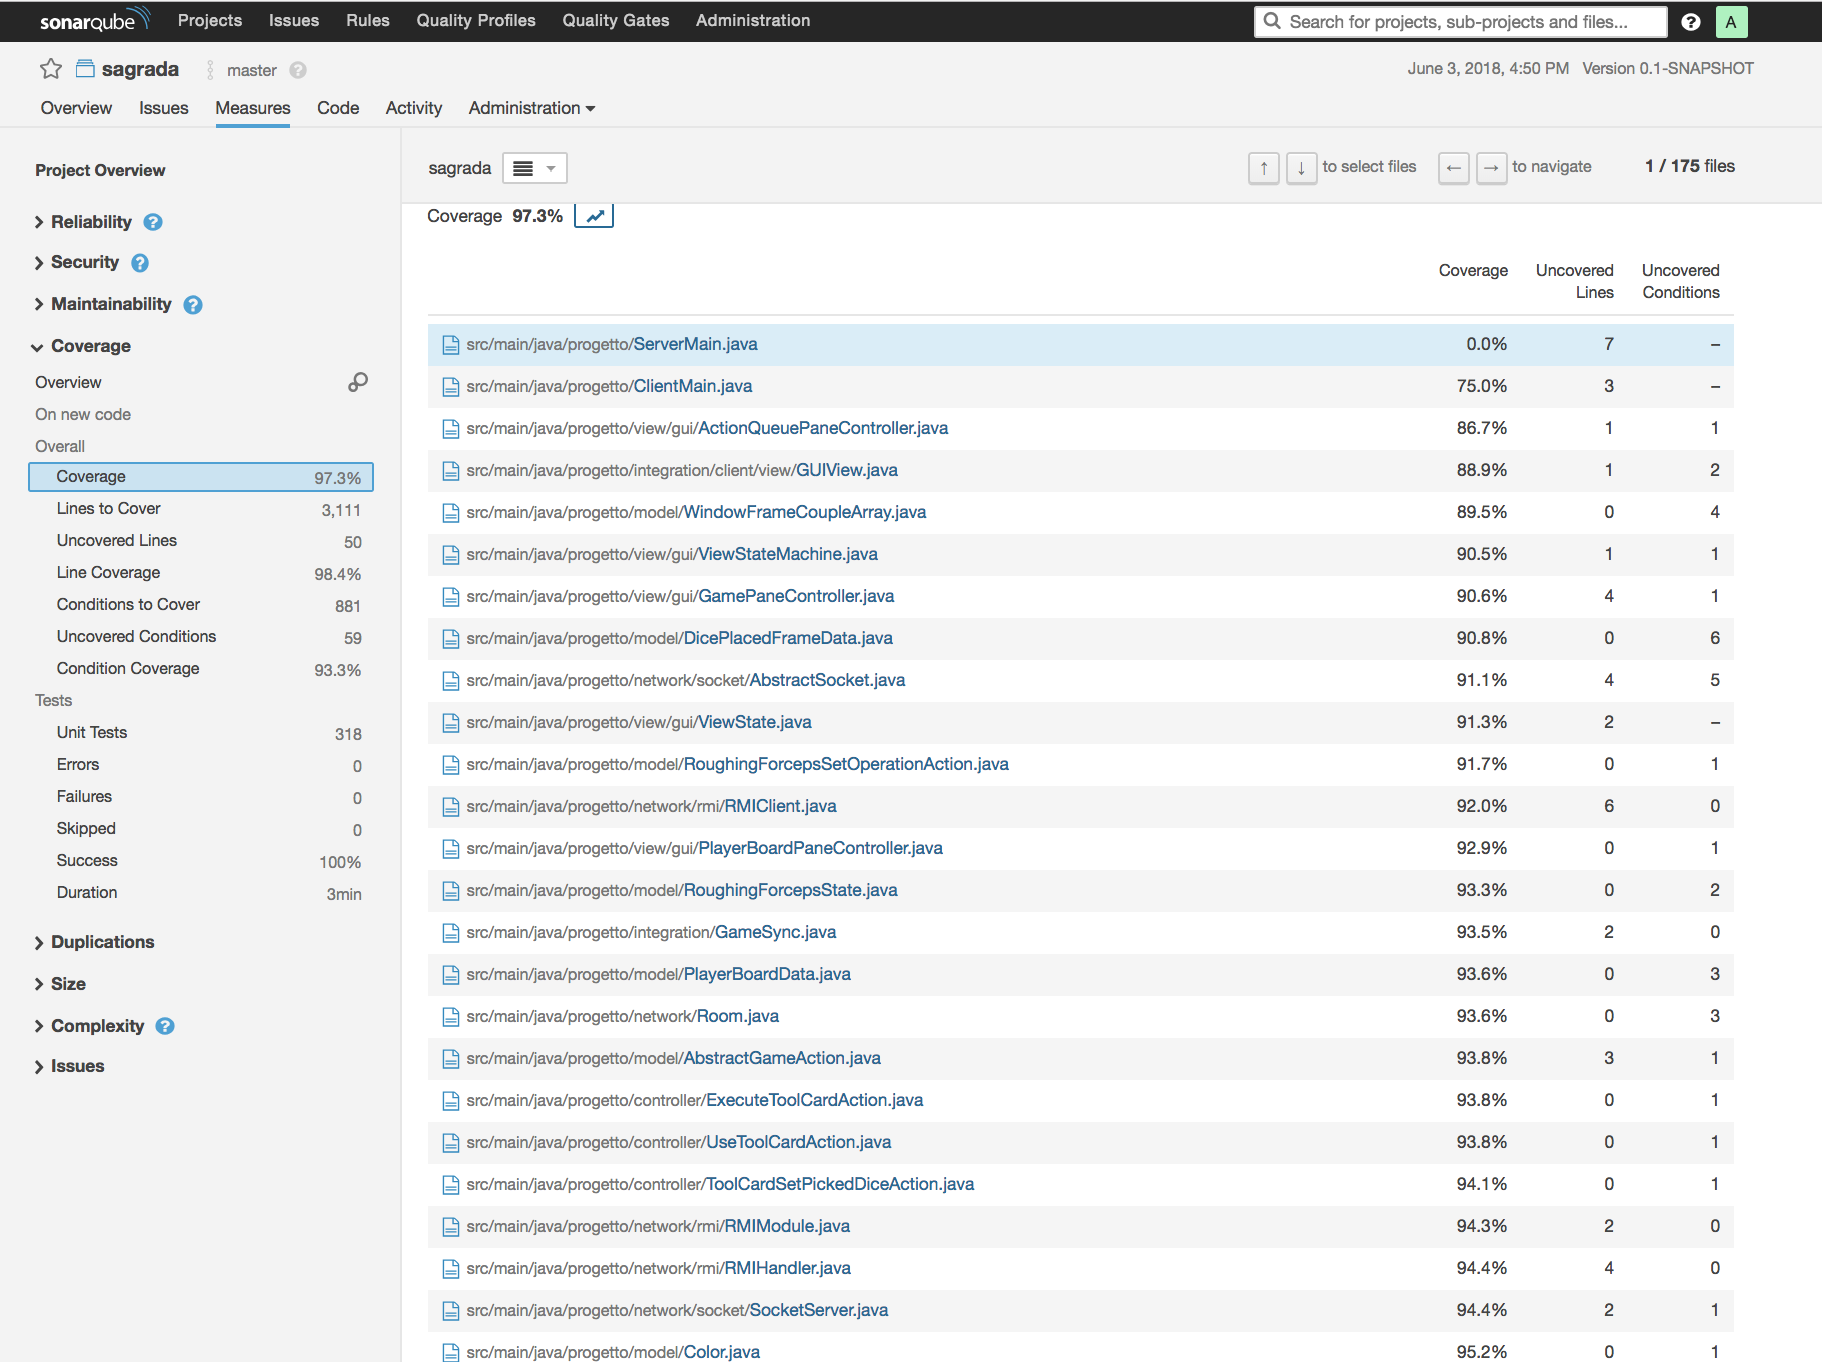 sonarqube Projects Issues Rules Quality Profiles Quality Gates Administration Search for projects, sub-projects and files... ? A
sagrada master ? June 3, 2018, 4:50 PM Version 0.1-SNAPSHOT
Overview Issues Measures Code Activity Administration
Project Overview
Reliability ?
Security ?
Maintainability ?
Coverage
Overview
On new code
Overall
Coverage 97.3%
Lines to Cover 3,111
Uncovered Lines 50
Line Coverage 98.4%
Conditions to Cover 881
Uncovered Conditions 59
Condition Coverage 93.3%
Tests
Unit Tests 318
Errors 0
Failures 0
Skipped 0
Success 100%
Duration 3min
Duplications
Size
Complexity ?
Issues
sagrada ↑ ↓ to select files ← → to navigate 1 / 175 files
Coverage 97.3%
Coverage Uncovered Lines Uncovered Conditions
src/main/java/progetto/ServerMain.java 0.0% 7 –
src/main/java/progetto/ClientMain.java 75.0% 3 –
src/main/java/progetto/view/gui/ActionQueuePaneController.java 86.7% 1 1
src/main/java/progetto/integration/client/view/GUIView.java 88.9% 1 2
src/main/java/progetto/model/WindowFrameCoupleArray.java 89.5% 0 4
src/main/java/progetto/view/gui/ViewStateMachine.java 90.5% 1 1
src/main/java/progetto/view/gui/GamePaneController.java 90.6% 4 1
src/main/java/progetto/model/DicePlacedFrameData.java 90.8% 0 6
src/main/java/progetto/network/socket/AbstractSocket.java 91.1% 4 5
src/main/java/progetto/view/gui/ViewState.java 91.3% 2 –
src/main/java/progetto/model/RoughingForcepsSetOperationAction.java 91.7% 0 1
src/main/java/progetto/network/rmi/RMIClient.java 92.0% 6 0
src/main/java/progetto/view/gui/PlayerBoardPaneController.java 92.9% 0 1
src/main/java/progetto/model/RoughingForcepsState.java 93.3% 0 2
src/main/java/progetto/integration/GameSync.java 93.5% 2 0
src/main/java/progetto/model/PlayerBoardData.java 93.6% 0 3
src/main/java/progetto/network/Room.java 93.6% 0 3
src/main/java/progetto/model/AbstractGameAction.java 93.8% 3 1
src/main/java/progetto/controller/ExecuteToolCardAction.java 93.8% 0 1
src/main/java/progetto/controller/UseToolCardAction.java 93.8% 0 1
src/main/java/progetto/controller/ToolCardSetPickedDiceAction.java 94.1% 0 1
src/main/java/progetto/network/rmi/RMIModule.java 94.3% 2 0
src/main/java/progetto/network/rmi/RMIHandler.java 94.4% 4 0
src/main/java/progetto/network/socket/SocketServer.java 94.4% 2 1
src/main/java/progetto/model/Color.java 95.2% 0 1